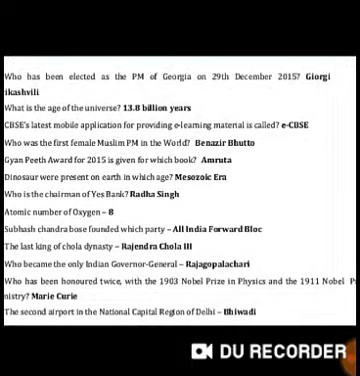 Who has been elected as the PM of Georgia on 29th December 2015? Giorgi
ikashvili
What is the age of the universe? 13.8 billion years
CBSE's latest mobile application for providing e-learning material is called? e-CBSE
Who was the first female Muslim PM in the World? Benazir Bhutto
Gyan Peeth Award for 2015 is given for which book? Amruta
Dinosaur were present on earth in which age? Mesozoic Era
Who is the chairman of Yes Bank? Radha Singh
Atomic number of Oxygen – 8
Subhash chandra bose founded which party – All India Forward Bloc
The last king of chola dynasty – Rajendra Chola III
Who became the only Indian Governor-General – Rajagopalachari
Who has been honoured twice, with the 1903 Nobel Prize in Physics and the 1911 Nobel P
nistry? Marie Curie
The second airport in the National Capital Region of Delhi – Bhiwadi
DU RECORDER